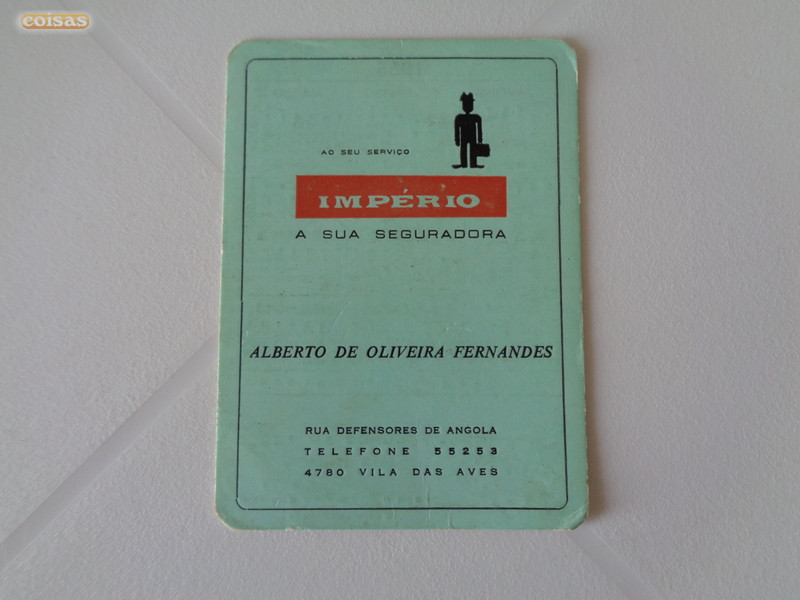 coisas
AO SEU SERVIÇO
IMPÉRIO
A SUA SEGURADORA
ALBERTO DE OLIVEIRA FERNANDES
RUA DEFENSORES DE ANGOLA
TELEFONE 55253
4780 VILA DAS AVES